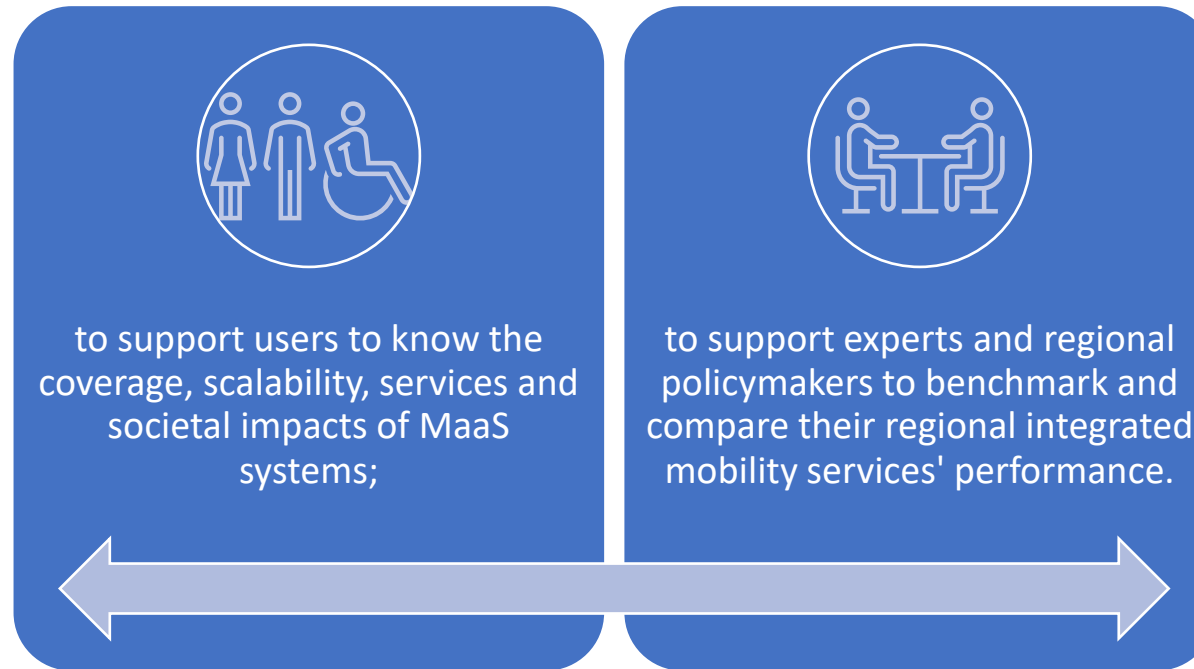 to support users to know the
coverage, scalability, services and
societal impacts of MaaS
systems;
to support experts and regional
policymakers to benchmark and
compare their regional integrated
mobility services' performance.